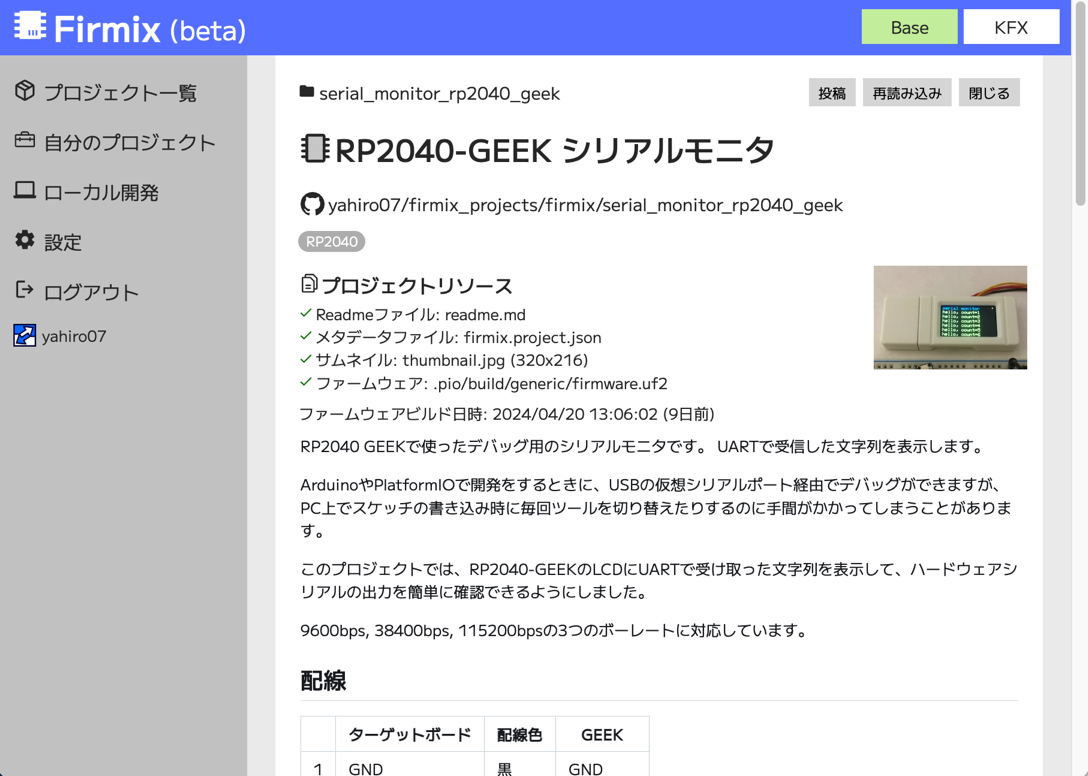 Firmix (beta)
Base
KFX
プロジェクト一覧
自分のプロジェクト
ローカル開発
設定
ログアウト
yahiro07
serial_monitor_rp2040_geek
投稿
再読み込み
閉じる
RP2040-GEEK シリアルモニタ
yahiro07/firmix_projects/firmix/serial_monitor_rp2040_geek
RP2040
プロジェクトリソース
Readmeファイル: readme.md
メタデータファイル: firmix.project.json
サムネイル: thumbnail.jpg (320x216)
ファームウェア: .pio/build/generic/firmware.uf2
ファームウェアビルド日時: 2024/04/20 13:06:02 (9日前)
RP2040 GEEKで使ったデバッグ用のシリアルモニタです。 UARTで受信した文字列を表示します。
ArduinoやPlatformIOで開発をするときに、USBの仮想シリアルポート経由でデバッグができますが、
PC上でスケッチの書き込み時に毎回ツールを切り替えたりするのに手間がかかってしまうことがありま
す。
このプロジェクトでは、RP2040-GEEKのLCDにUARTで受け取った文字列を表示して、ハードウェアシ
リアルの出力を簡単に確認できるようにしました。
9600bps, 38400bps, 115200bpsの3つのボーレートに対応しています。
配線
ターゲットボード 配線色 GEEK
1 GND 黒 GND